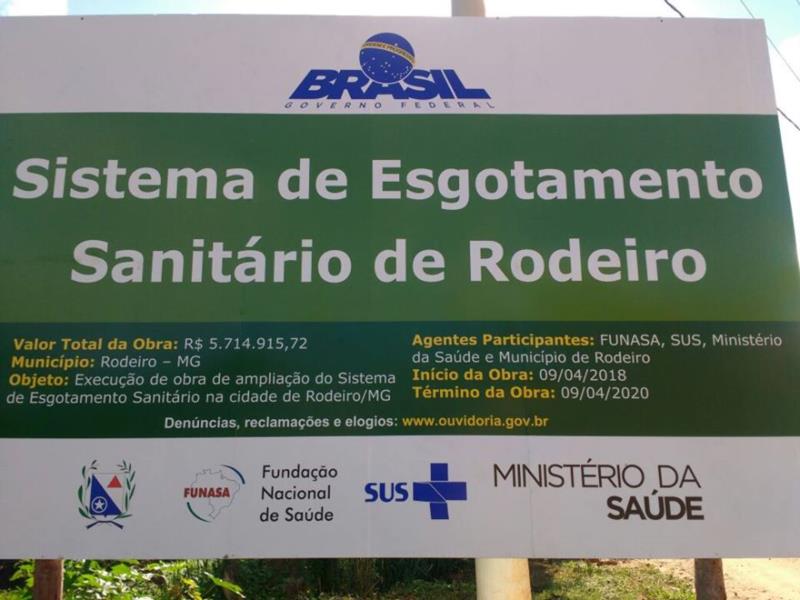 BRASIL
GOVERNO FEDERAL
Sistema de Esgotamento
Sanitário de Rodeiro
Valor Total da Obra: R$ 5.714.915,72
Município: Rodeiro – MG
Objeto: Execução de obra de ampliação do Sistema
de Esgotamento Sanitário na cidade de Rodeiro/MG
Agentes Participantes: FUNASA, SUS, Ministério
da Saúde e Município de Rodeiro
Início da Obra: 09/04/2018
Término da Obra: 09/04/2020
Denúncias, reclamações e elogios: www.ouvidoria.gov.br
FUNASA
Fundação
Nacional
de Saúde
SUS
MINISTÉRIO DA
SAÚDE